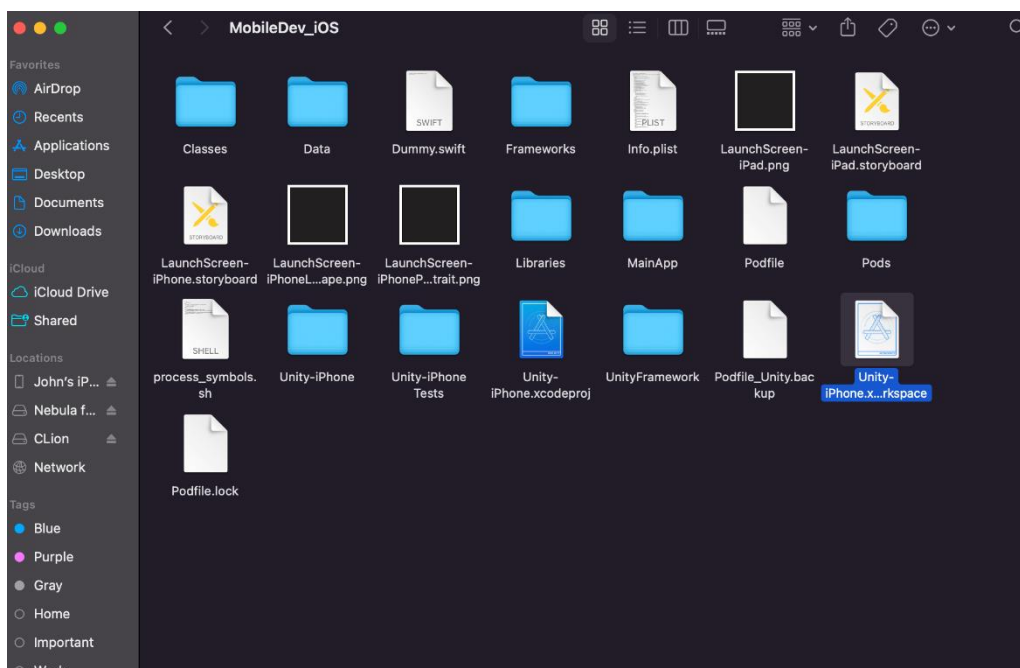 MobileDev_iOS
Favorites
AirDrop
Recents
Applications
Desktop
Documents
Downloads
iCloud
iCloud Drive
Shared
Locations
John's iP...
Nebula f...
CLion
Network
Tags
Blue
Purple
Gray
Home
Important
SWIFT
PLIST
STORYBOARD
Classes
Data
Dummy.swift
Frameworks
Info.plist
LaunchScreen-
iPad.png
LaunchScreen-
iPad.storyboard
STORYBOARD
LaunchScreen-
iPhone.storyboard
LaunchScreen-
iPhoneL...ape.png
LaunchScreen-
iPhoneP...trait.png
Libraries
MainApp
Podfile
Pods
SHELL
process_symbols.
sh
Unity-iPhone
Unity-iPhone
Tests
Unity-
iPhone.xcodeproj
UnityFramework
Podfile_Unity.bac
kup
Unity-
iPhone.x...rkspace
Podfile.lock